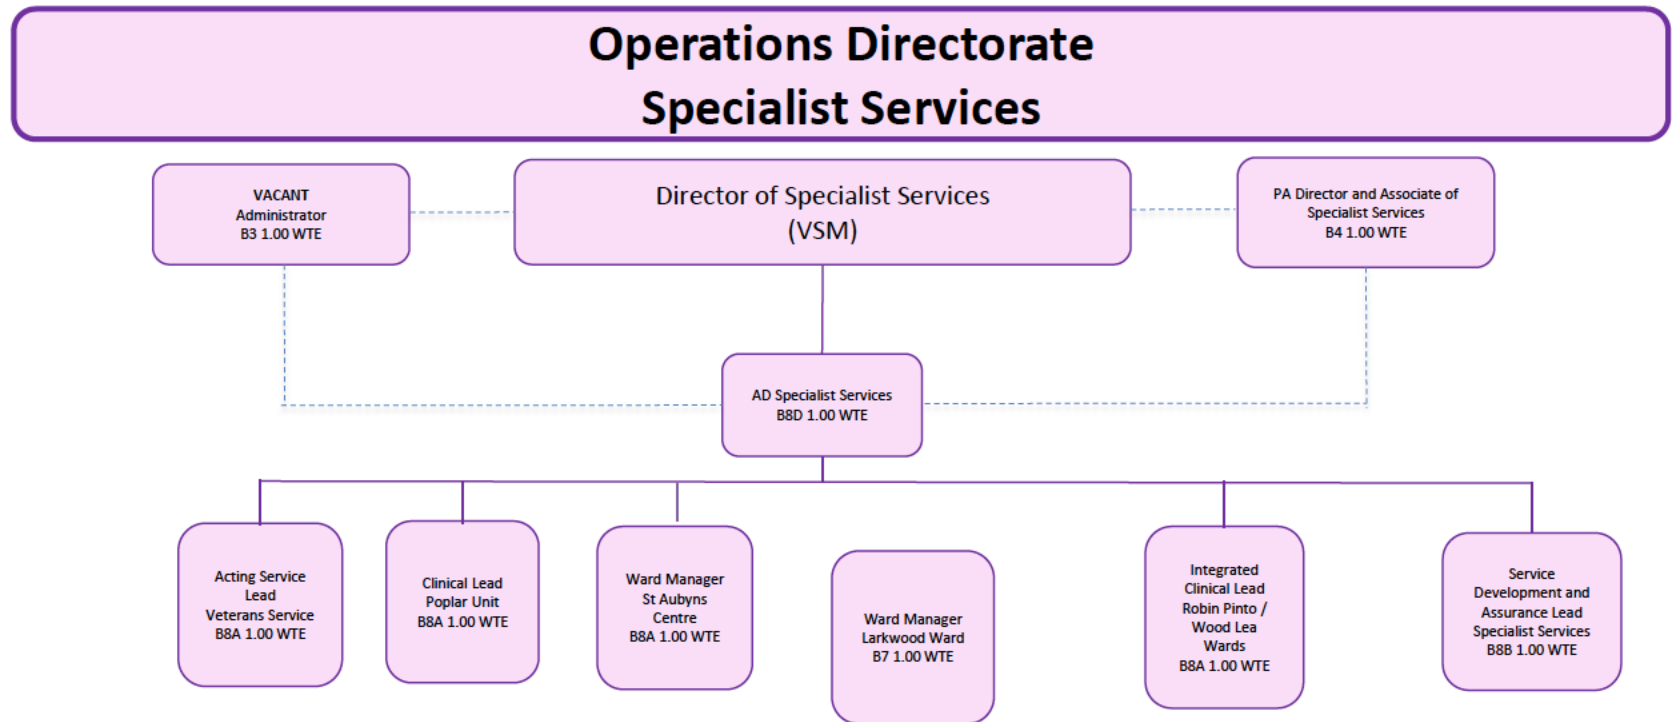 Operations Directorate
Specialist Services
VACANT
Administrator
B3 1.00 WTE
Director of Specialist Services
(VSM)
PA Director and Associate of
Specialist Services
B4 1.00 WTE
AD Specialist Services
B8D 1.00 WTE
Acting Service
Lead
Veterans Service
B8A 1.00 WTE
Clinical Lead
Poplar Unit
B8A 1.00 WTE
Ward Manager
St Aubyns
Centre
B8A 1.00 WTE
Ward Manager
Larkwood Ward
B7 1.00 WTE
Integrated
Clinical Lead
Robin Pinto /
Wood Lea
Wards
B8A 1.00 WTE
Service
Development and
Assurance Lead
Specialist Services
B8B 1.00 WTE